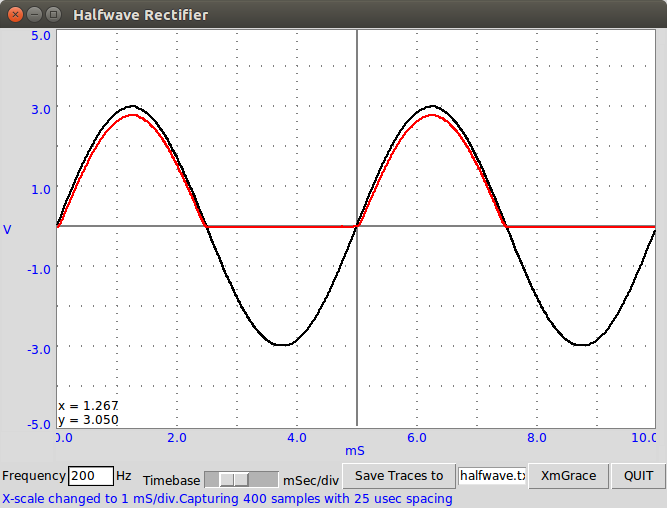 Halfwave Rectifier
5.0
3.0
1.0
V
-1.0
-3.0
-5.0
x = 1.267
y = 3.050
0.0 2.0 4.0 6.0 8.0 10.0
mS
Frequency 200 Hz Timebase mSec/div Save Traces to halfwave.tx XmGrace QUIT
X-scale changed to 1 mS/div.Capturing 400 samples with 25 usec spacing